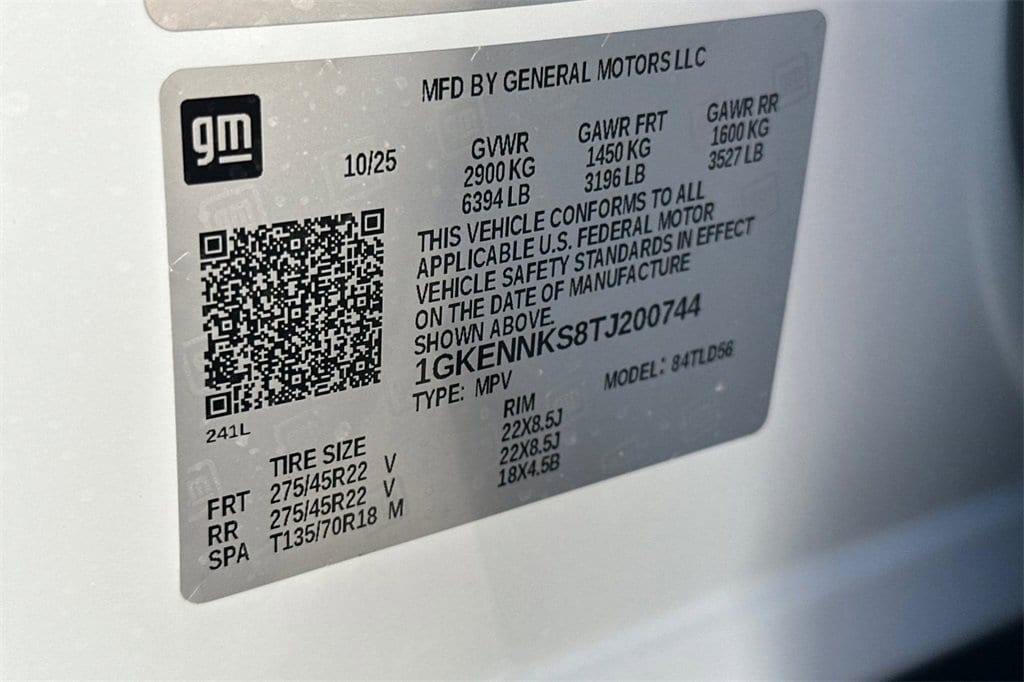 gm
MFD BY GENERAL MOTORS LLC
10/25
GVWR
2900 KG
6394 LB
GAWR FRT
1450 KG
3196 LB
GAWR RR
1600 KG
3527 LB
THIS VEHICLE CONFORMS TO ALL
APPLICABLE U.S. FEDERAL MOTOR
VEHICLE SAFETY STANDARDS IN EFFECT
ON THE DATE OF MANUFACTURE
SHOWN ABOVE.
1GKENNKS8TJ200744
TYPE: MPV MODEL: 84TLD56
241L
TIRE SIZE RIM
FRT 275/45R22 V 22X8.5J
RR 275/45R22 V 22X8.5J
SPA T135/70R18 M 18X4.5B